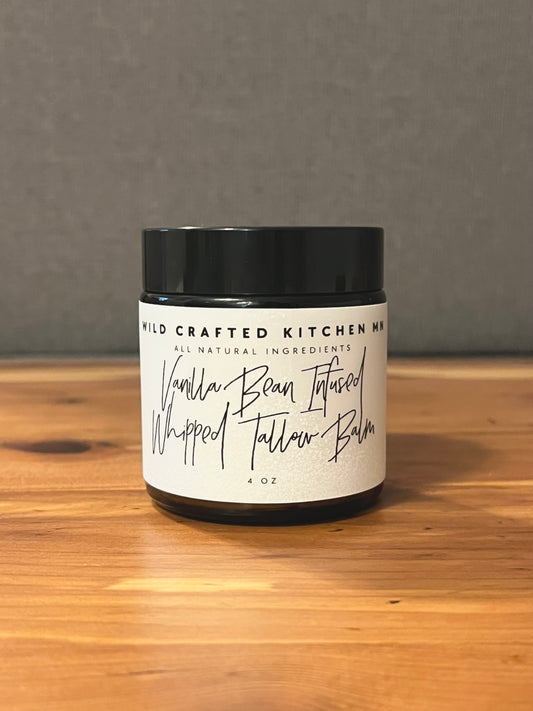 WILD CRAFTED KITCHEN MN
ALL NATURAL INGREDIENTS
Vanilla Bean Infused
Whipped Tallow Balm
4 OZ